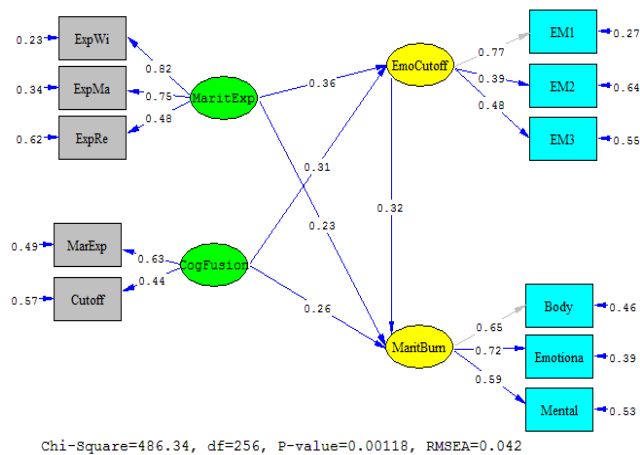 0.23 ExpWi
0.34 ExpMa
0.62 ExpRe
0.82
0.75
0.48
MaritExp
0.36
EmoCutoff
0.77
0.39
0.48
EM1 0.27
EM2 0.64
EM3 0.55
0.31
0.32
0.23
0.49 MarExp
0.57 Cutoff
0.63
0.44
CogFusion
0.26
MaritBurn
0.65
0.72
0.59
Body 0.46
Emotiona 0.39
Mental 0.53
Chi-Square=486.34, df=256, P-value=0.00118, RMSEA=0.042